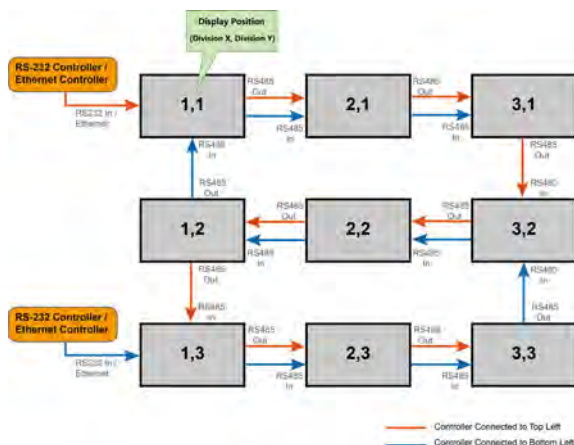 Display Position
(Division X, Division Y)
RS-232 Controller /
Ethernet Controller
RS232 In /
Ethernet
1,1
RS485
Out
RS485
In
2,1
RS485
Out
RS485
In
3,1
RS485
In
RS485
Out
RS485
Out
RS485
In
1,2
RS485
Out
RS485
In
2,2
RS485
Out
RS485
In
3,2
RS485
Out
RS485
In
RS485
In
RS485
Out
RS-232 Controller /
Ethernet Controller
RS232 In /
Ethernet
1,3
RS485
Out
RS485
In
2,3
RS485
Out
RS485
In
3,3
Controller Connected to Top Left
Controller Connected to Bottom Left